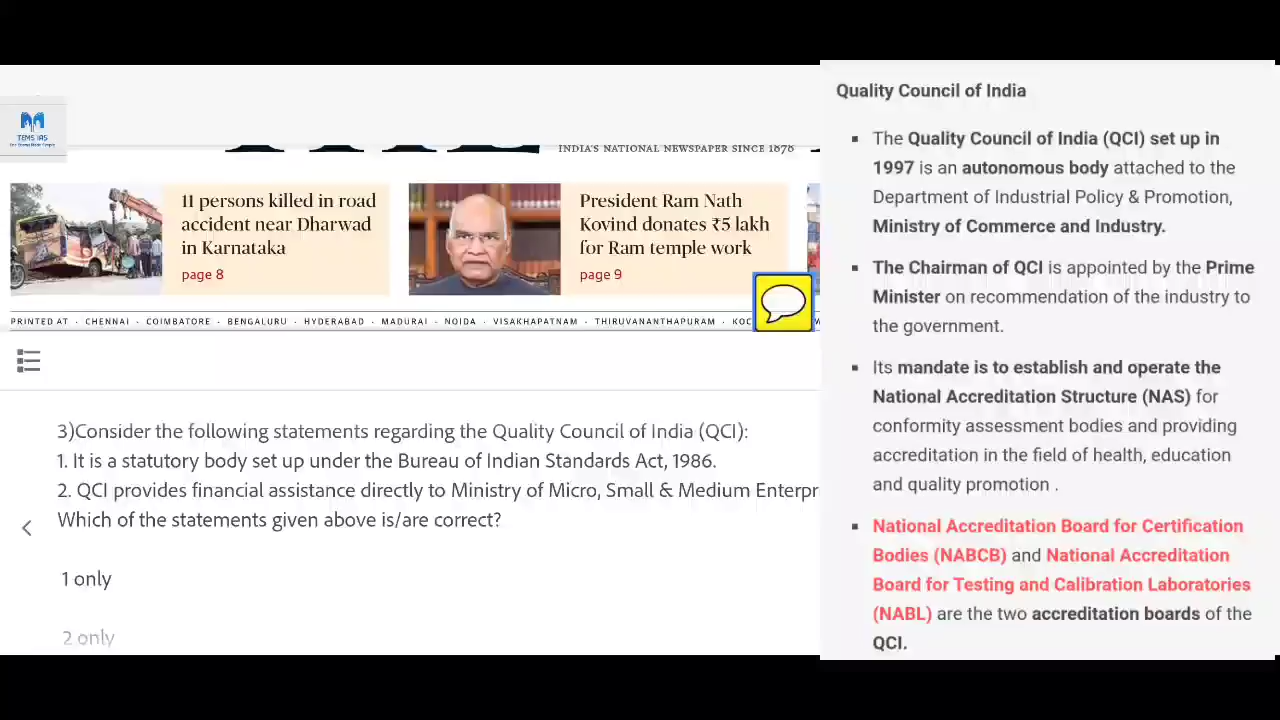 TEMS IAS
INDIA'S NATIONAL NEWSPAPER SINCE 1878
11 persons killed in road
accident near Dharwad
in Karnataka
page 8
President Ram Nath
Kovind donates ₹5 lakh
for Ram temple work
page 9
PRINTED AT · CHENNAI · COIMBATORE · BENGALURU · HYDERABAD · MADURAI · NOIDA · VISAKHAPATNAM · THIRUVANANTHAPURAM · KOC
3)Consider the following statements regarding the Quality Council of India (QCI):
1. It is a statutory body set up under the Bureau of Indian Standards Act, 1986.
2. QCI provides financial assistance directly to Ministry of Micro, Small & Medium Enterpr
Which of the statements given above is/are correct?
1 only
2 only
Quality Council of India
▪ The Quality Council of India (QCI) set up in
1997 is an autonomous body attached to the
Department of Industrial Policy & Promotion,
Ministry of Commerce and Industry.
▪ The Chairman of QCI is appointed by the Prime
Minister on recommendation of the industry to
the government.
▪ Its mandate is to establish and operate the
National Accreditation Structure (NAS) for
conformity assessment bodies and providing
accreditation in the field of health, education
and quality promotion .
▪ National Accreditation Board for Certification
Bodies (NABCB) and National Accreditation
Board for Testing and Calibration Laboratories
(NABL) are the two accreditation boards of the
QCI.